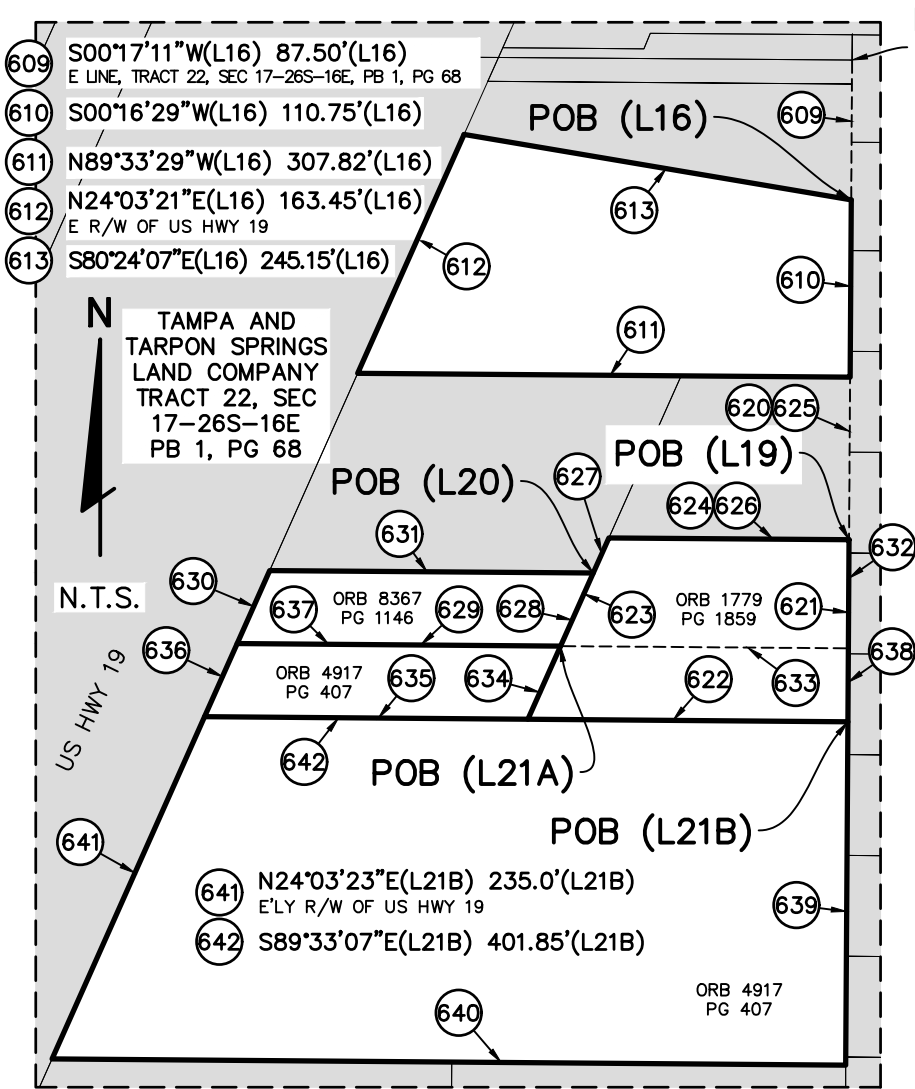 609 S00°17'11"W(L16) 87.50'(L16)
E LINE, TRACT 22, SEC 17-26S-16E, PB 1, PG 68
610 S00°16'29"W(L16) 110.75'(L16)
611 N89°33'29"W(L16) 307.82'(L16)
612 N24°03'21"E(L16) 163.45'(L16)
E R/W OF US HWY 19
613 S80°24'07"E(L16) 245.15'(L16)
POB (L16)
609
613
612
610
611
N
TAMPA AND
TARPON SPRINGS
LAND COMPANY
TRACT 22, SEC
17-26S-16E
PB 1, PG 68
N.T.S.
620 625
POB (L19)
627
POB (L20)
624 626
631
632
630
637
ORB 8367
PG 1146
629
628
623
ORB 1779
PG 1859
621
636
US HWY 19
ORB 4917
PG 407
635
634
622
633
638
642
POB (L21A)
POB (L21B)
641
641 N24°03'23"E(L21B) 235.0'(L21B)
E'LY R/W OF US HWY 19
642 S89°33'07"E(L21B) 401.85'(L21B)
639
ORB 4917
PG 407
640